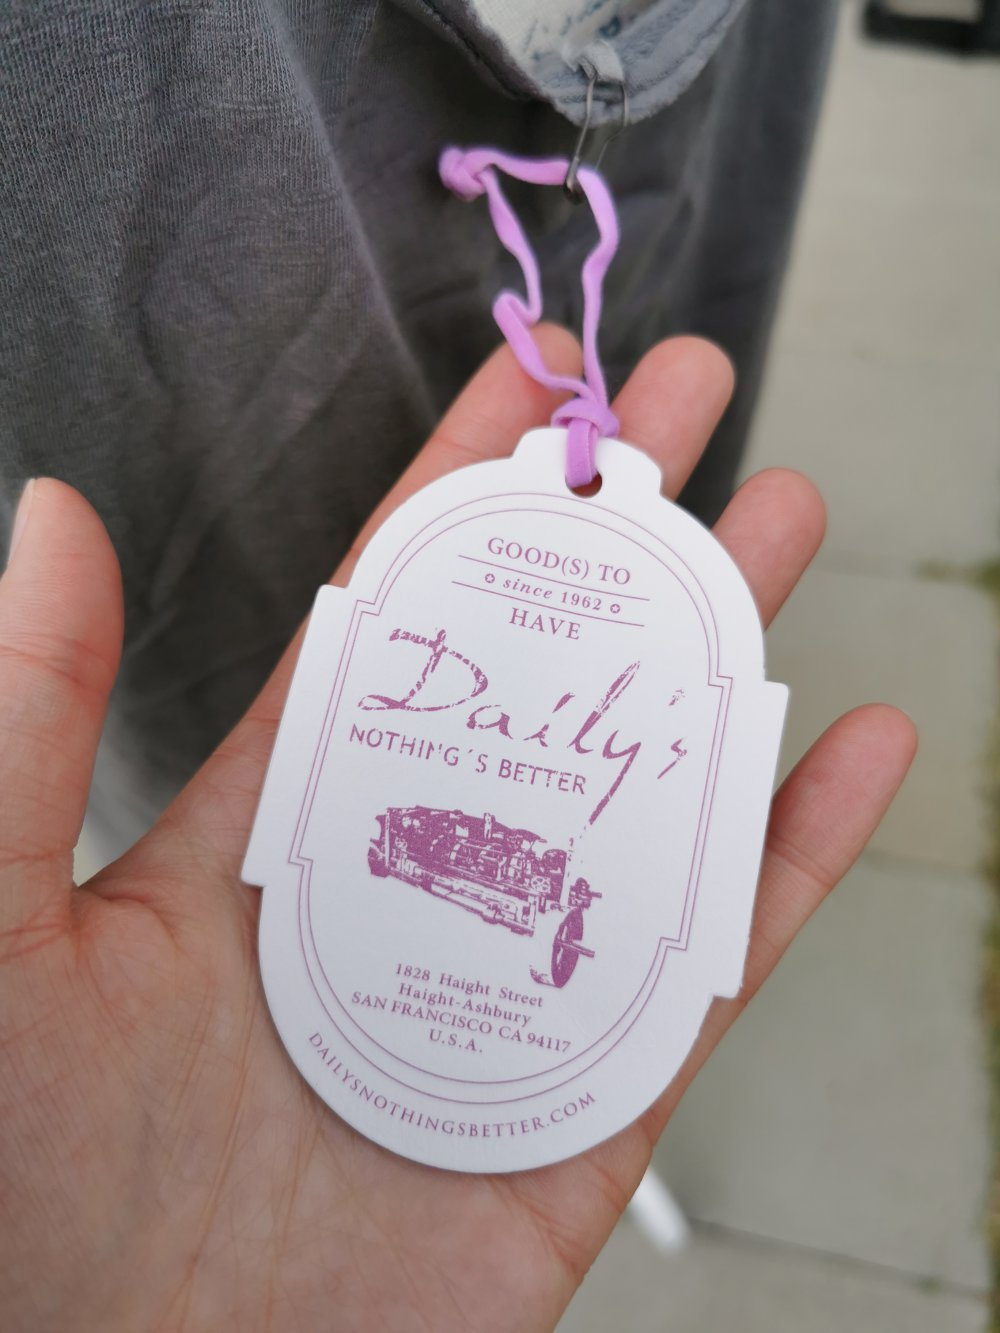 GOOD(S) TO
✪ since 1962 ✪
HAVE
Daily's
NOTHING´S BETTER
1828 Haight Street
Haight-Ashbury
SAN FRANCISCO CA 94117
U.S.A.
DAILYSNOTHINGSBETTER.COM